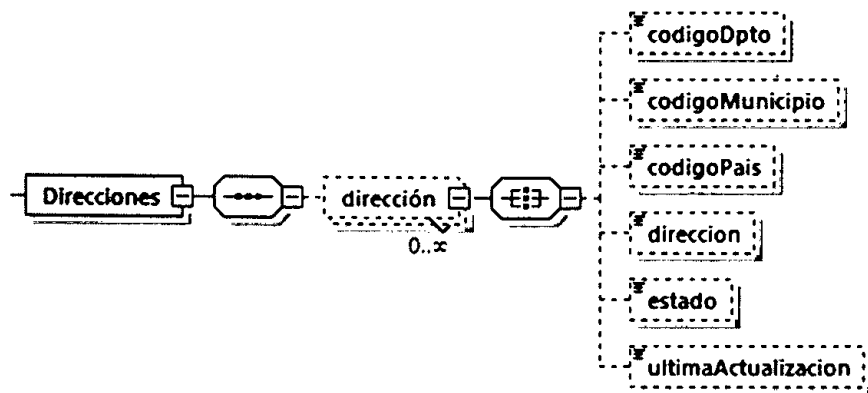 codigoDpto
codigoMunicipio
codigoPais
Direcciones
dirección
0..∞
direccion
estado
ultimaActualizacion